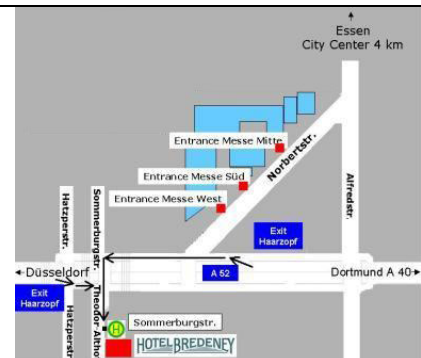 Essen
City Center 4 km
Entrance Messe Mitte
Norbertstr.
Entrance Messe Süd
Alfredstr.
Hatzperstr.
Sommerburgstr.
Entrance Messe West
Exit
Haarzopf
Düsseldorf
A 52
Dortmund A 40
Exit
Haarzopf
Hatzperstr.
Theodor-Altho
H
Sommerburgstr.
HOTEL BREDENEY